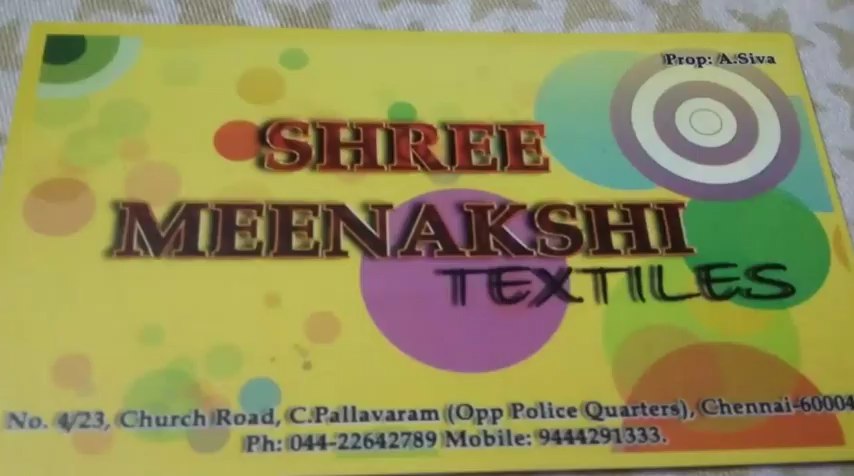 Prop: A.Siva
SHREE
MEENAKSHI
TEXTILES
No. 4/23, Church Road, C.Pallavaram (Opp Police Quarters), Chennai-60004
Ph: 044-22642789 Mobile: 9444291333.